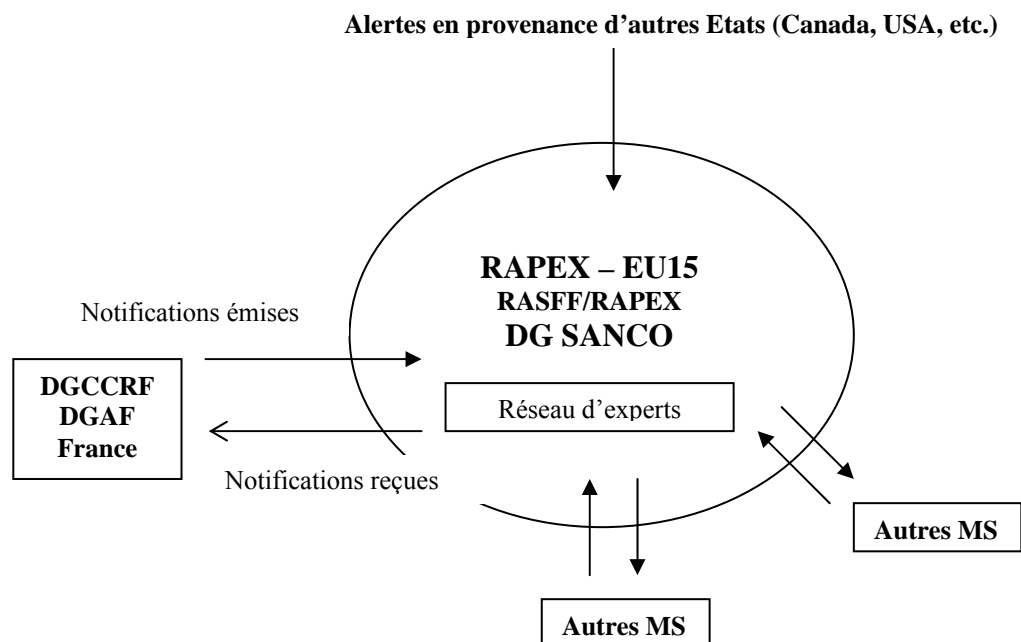 Alertes en provenance d’autres Etats (Canada, USA, etc.)
RAPEX – EU15
RASFF/RAPEX
DG SANCO
Notifications émises
DGCCRF
DGAF
France
Réseau d’experts
Notifications reçues
Autres MS
Autres MS